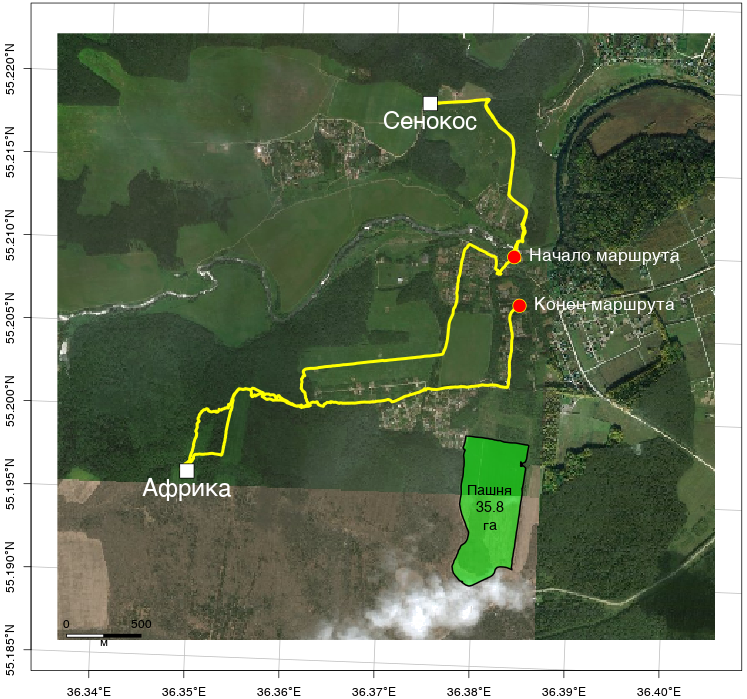 55.220°N
Сенокос
55.215°N
55.210°N
Начало маршрута
55.205°N
Конец маршрута
55.200°N
55.195°N
Африка
Пашня
35.8
га
55.190°N
0 500
м
55.185°N
36.34°E 36.35°E 36.36°E 36.37°E 36.38°E 36.39°E 36.40°E